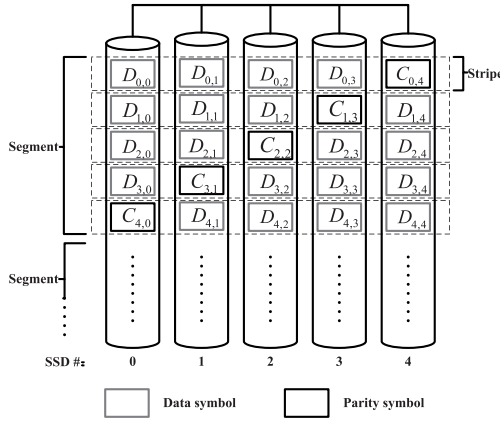 D0,0 D0,1 D0,2 D0,3 C0,4 Stripe
D1,0 D1,1 D1,2 C1,3 D1,4
Segment D2,0 D2,1 C2,2 D2,3 D2,4
D3,0 C3,1 D3,2 D3,3 D3,4
C4,0 D4,1 D4,2 D4,3 D4,4
Segment
SSD #: 0 1 2 3 4
Data symbol Parity symbol